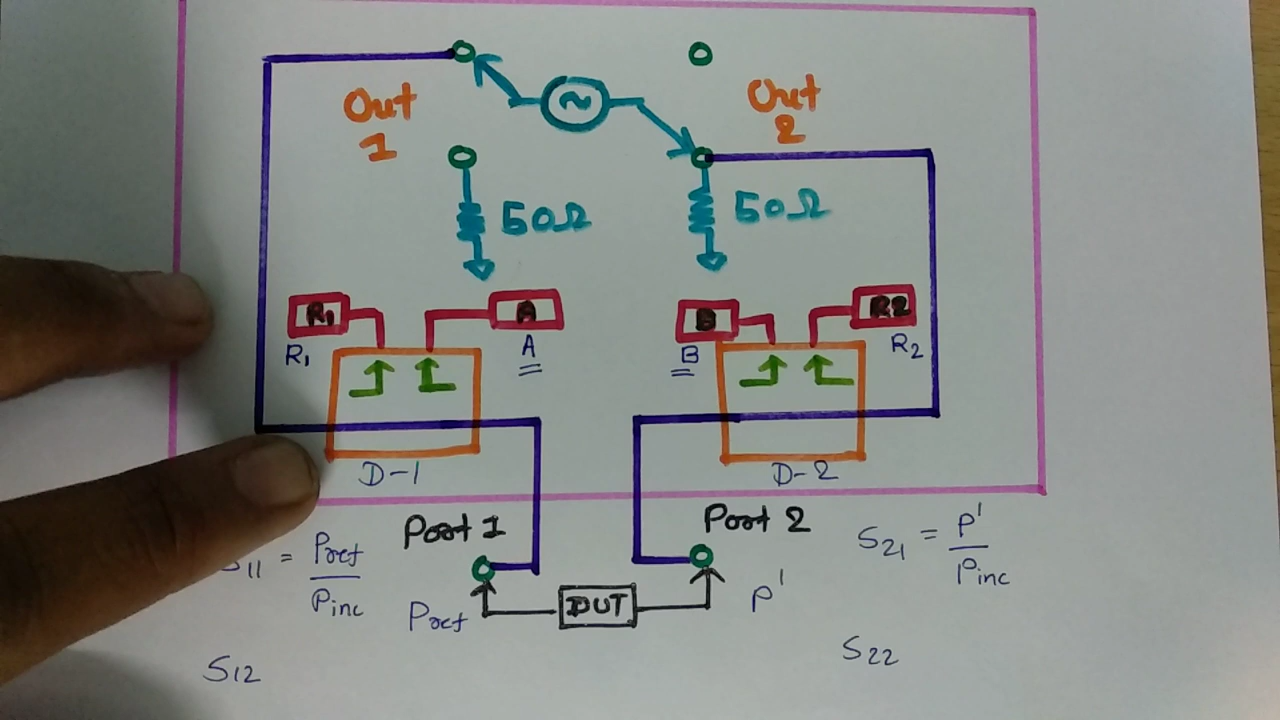 Out
1
~
Out
2
50Ω
50Ω
R1
A
B
R2
R1
A
B
R2
D-1
D-2
Port 1
Port 2
S11 = Pref
Pinc
S21 = P'
Pinc
Pref
DUT
P'
S12
S22